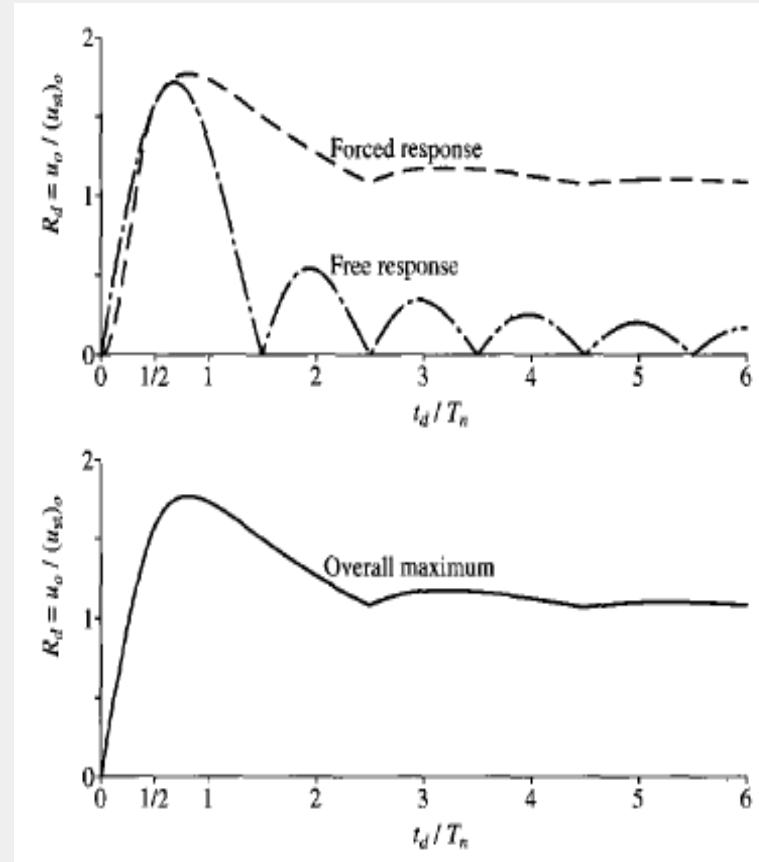 2
R_d = u_o / (u_st)_o
Forced response
1
Free response
0
0 1/2 1 2 3 4 5 6
t_d / T_n
2
R_d = u_o / (u_st)_o
Overall maximum
1
0
0 1/2 1 2 3 4 5 6
t_d / T_n